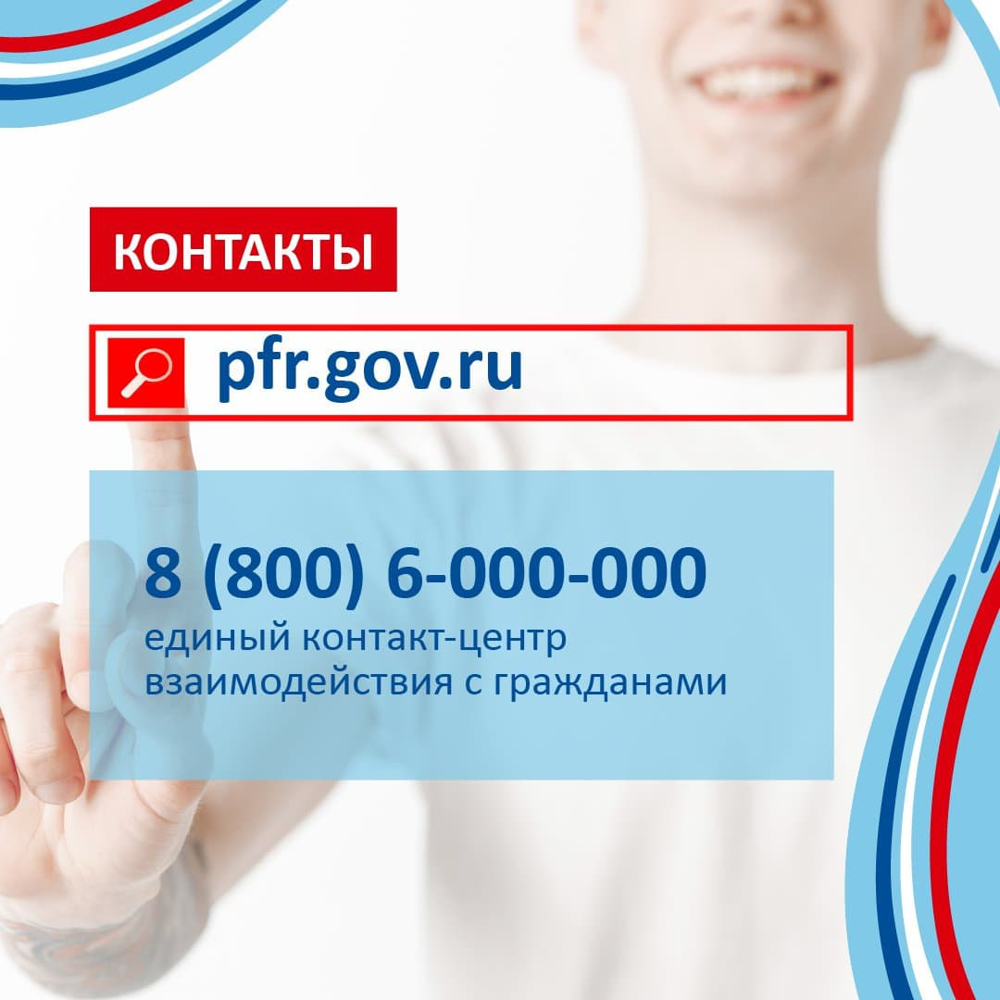 КОНТАКТЫ
pfr.gov.ru
8 (800) 6-000-000
единый контакт-центр
взаимодействия с гражданами